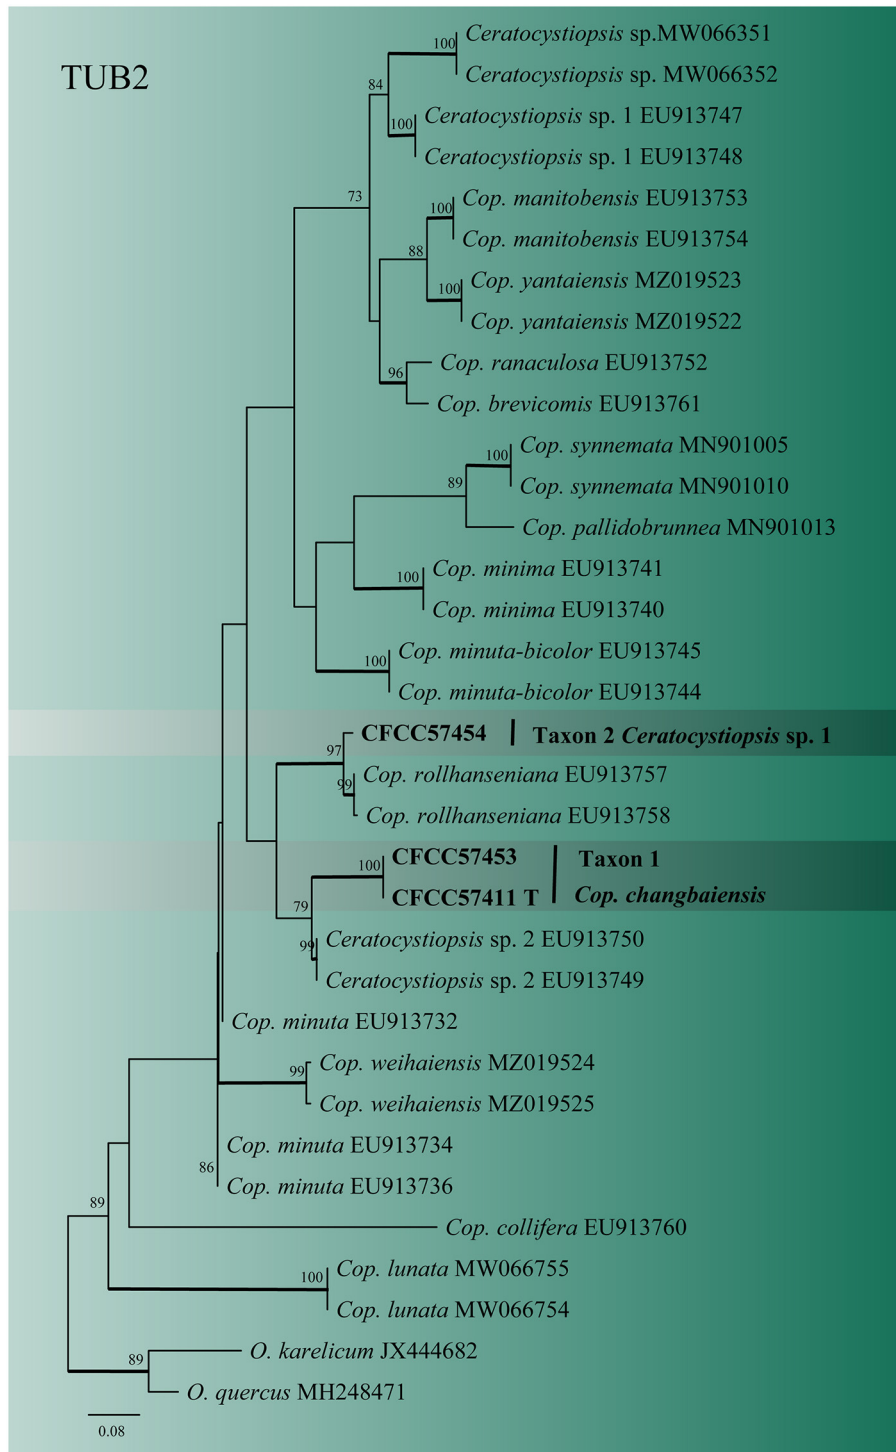 TUB2
100
Ceratocystiopsis sp.MW066351
Ceratocystiopsis sp. MW066352
84
100
Ceratocystiopsis sp. 1 EU913747
Ceratocystiopsis sp. 1 EU913748
73
100
Cop. manitobensis EU913753
Cop. manitobensis EU913754
88
100
Cop. yantaiensis MZ019523
Cop. yantaiensis MZ019522
Cop. ranaculosa EU913752
96
Cop. brevicomis EU913761
100
Cop. synnemata MN901005
Cop. synnemata MN901010
89
Cop. pallidobrunnea MN901013
100
Cop. minima EU913741
Cop. minima EU913740
100
Cop. minuta-bicolor EU913745
Cop. minuta-bicolor EU913744
CFCC57454 Taxon 2 Ceratocystiopsis sp. 1
97
99
Cop. rollhanseniana EU913757
Cop. rollhanseniana EU913758
100
CFCC57453 Taxon 1
CFCC57411 T Cop. changbaiensis
79
99
Ceratocystiopsis sp. 2 EU913750
Ceratocystiopsis sp. 2 EU913749
Cop. minuta EU913732
99
Cop. weihaiensis MZ019524
Cop. weihaiensis MZ019525
Cop. minuta EU913734
86
Cop. minuta EU913736
89
Cop. collifera EU913760
100
Cop. lunata MW066755
Cop. lunata MW066754
89
O. karelicum JX444682
O. quercus MH248471
0.08